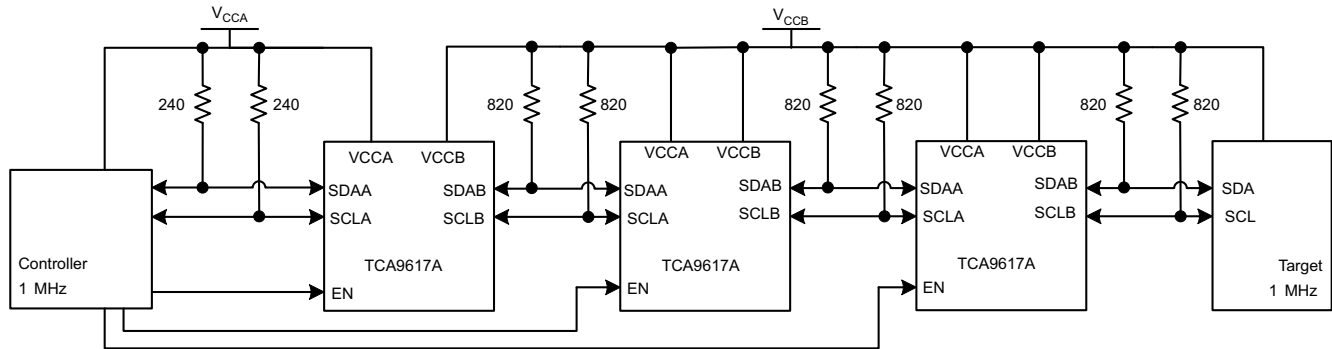 VCCA
VCCB
240
240
820
820
820
820
820
820
VCCA VCCB
VCCA VCCB
VCCA VCCB
SDAA
SDAB
SDAA
SDAB
SDAA
SDAB
SDA
SCLA
SCLB
SCLA
SCLB
SCLA
SCLB
SCL
Controller
1 MHz
TCA9617A
TCA9617A
TCA9617A
Target
1 MHz
EN
EN
EN